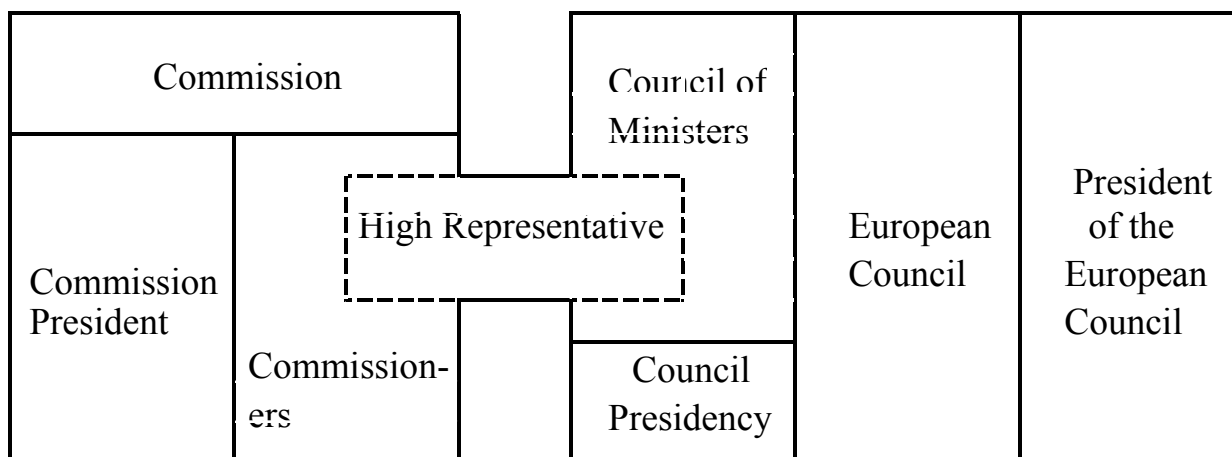 Commission
Commission
President
Commission-
ers
High Representative
Council of
Ministers
Council
Presidency
European
Council
President
of the
European
Council